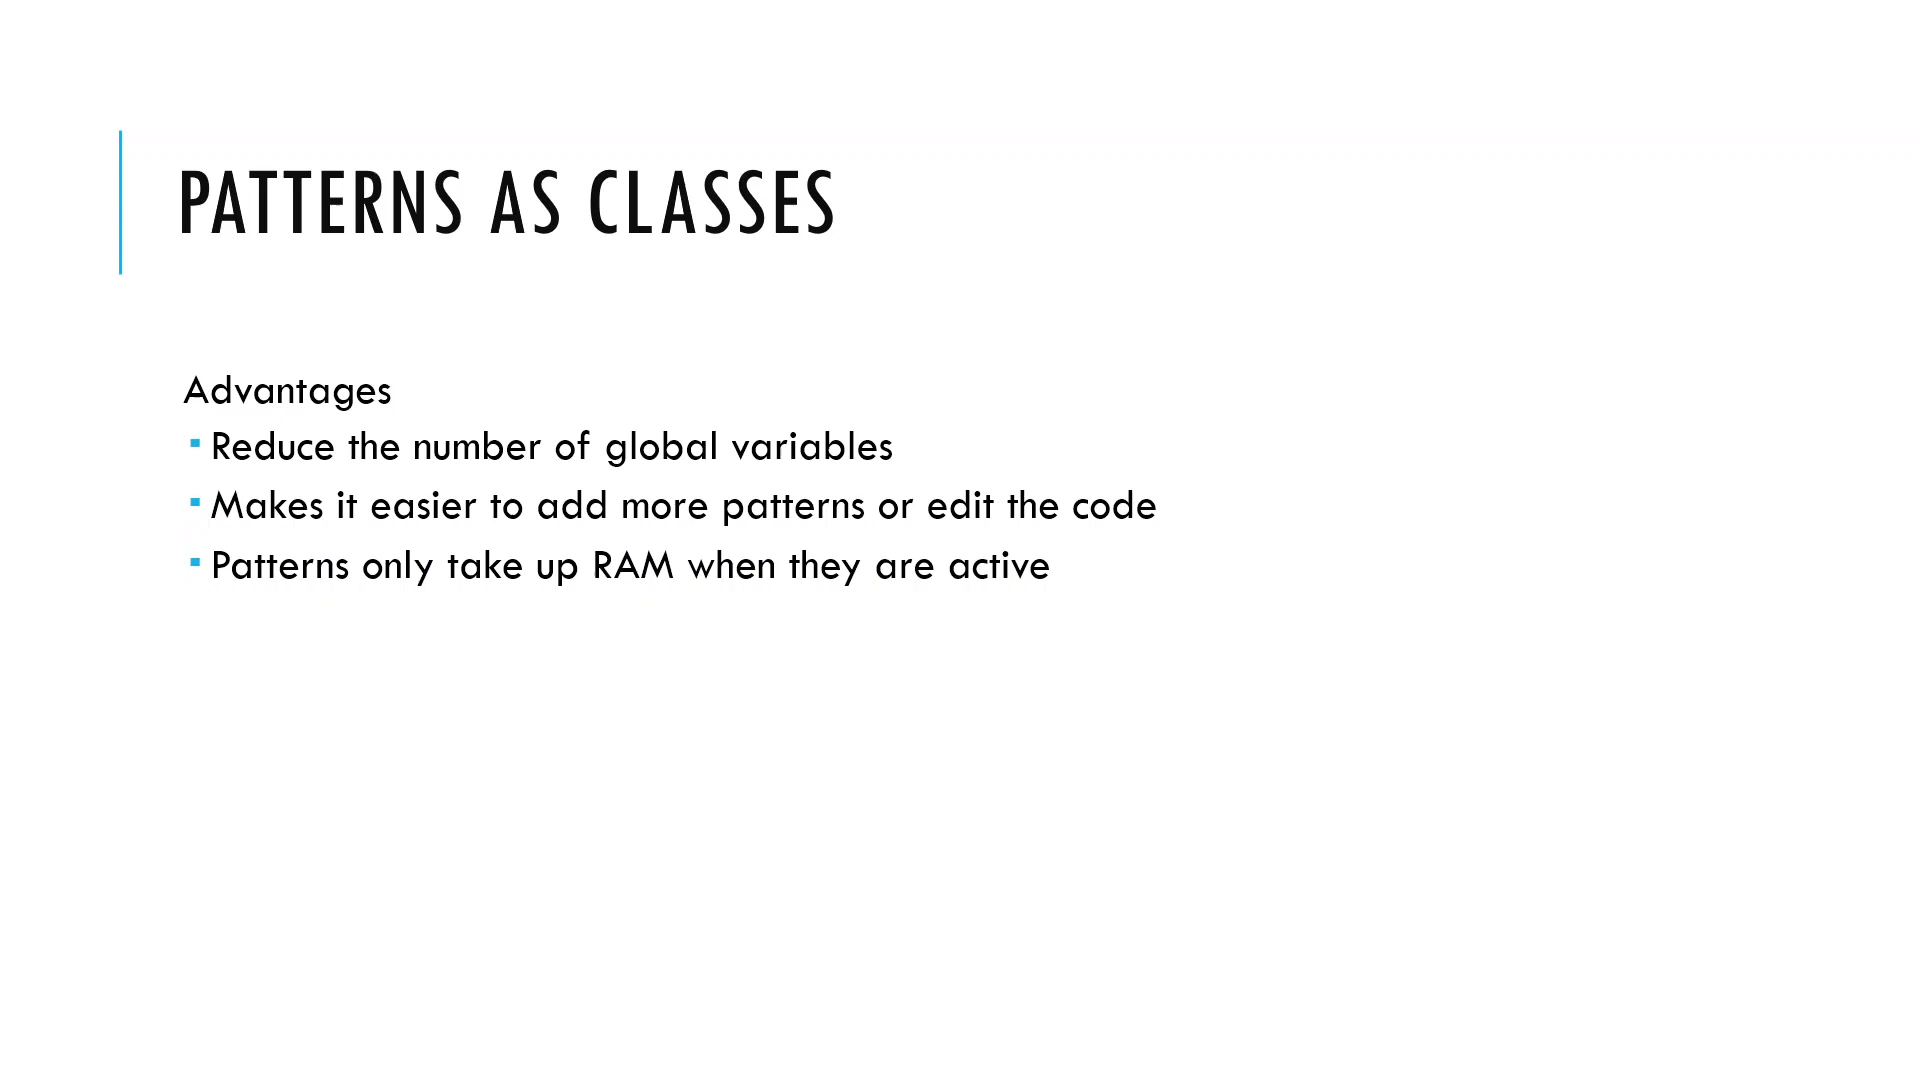 PATTERNS AS CLASSES
Advantages
Reduce the number of global variables
Makes it easier to add more patterns or edit the code
Patterns only take up RAM when they are active